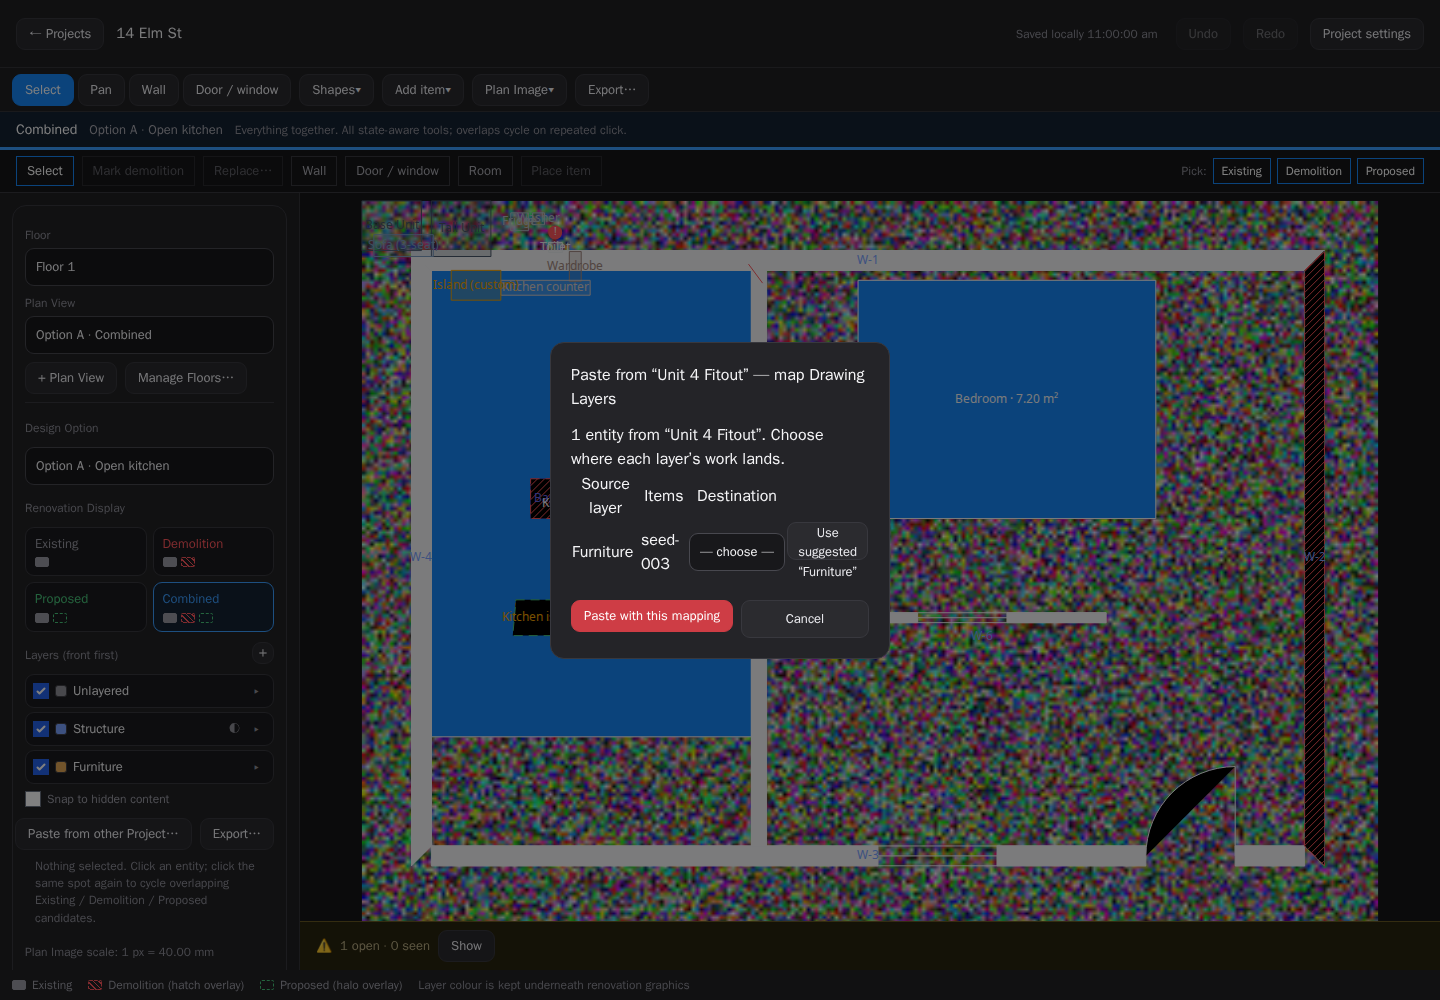 ← Projects
14 Elm St
Saved locally 11:00:00 am
Undo
Redo
Project settings
Select
Pan
Wall
Door / window
Shapes▾
Add item▾
Plan Image▾
Export⋯
Combined
Option A · Open kitchen
Everything together. All state-aware tools; overlaps cycle on repeated click.
Select
Mark demolition
Replace⋯
Wall
Door / window
Room
Place item
Pick:
Existing
Demolition
Proposed
Floor
Floor 1
Plan View
Option A · Combined
+ Plan View
Manage Floors⋯
Design Option
Option A · Open kitchen
Renovation Display
Existing
Demolition
Proposed
Combined
Layers (front first)
+
Unlayered
Structure
Furniture
Snap to hidden content
Paste from other Project⋯
Export⋯
Nothing selected. Click an entity; click the
same spot again to cycle overlapping
Existing / Demolition / Proposed
candidates.
Plan Image scale: 1 px = 40.00 mm
Toilet
Wardrobe
Island (custom)
Kitchen counter
W-1
Bedroom · 7.20 m²
W-4
W-2
W-3
Kitchen i
Paste from “Unit 4 Fitout” — map Drawing
Layers
1 entity from “Unit 4 Fitout”. Choose
where each layer’s work lands.
Source
layer
Items
Destination
Furniture
seed-
003
— choose —
Use
suggested
“Furniture”
Paste with this mapping
Cancel
1 open · 0 seen
Show
Existing
Demolition (hatch overlay)
Proposed (halo overlay)
Layer colour is kept underneath renovation graphics